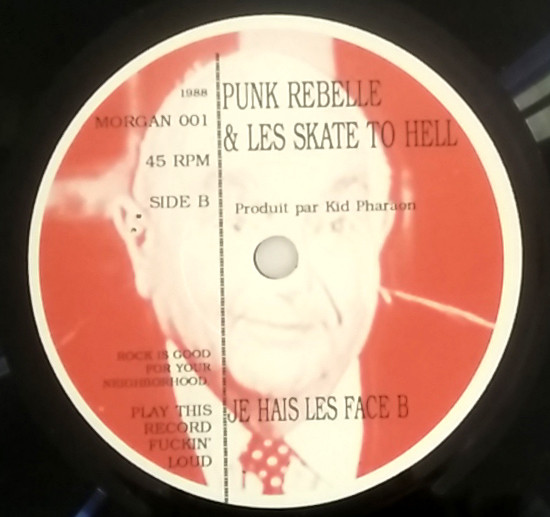 1988
MORGAN 001
45 RPM
SIDE B
PUNK REBELLE
& LES SKATE TO HELL
Produit par Kid Pharaon
ROCK IS GOOD
FOR YOUR
NEIGHBORHOOD
PLAY THIS
RECORD
FUCKIN'
LOUD
JE HAIS LES FACE B